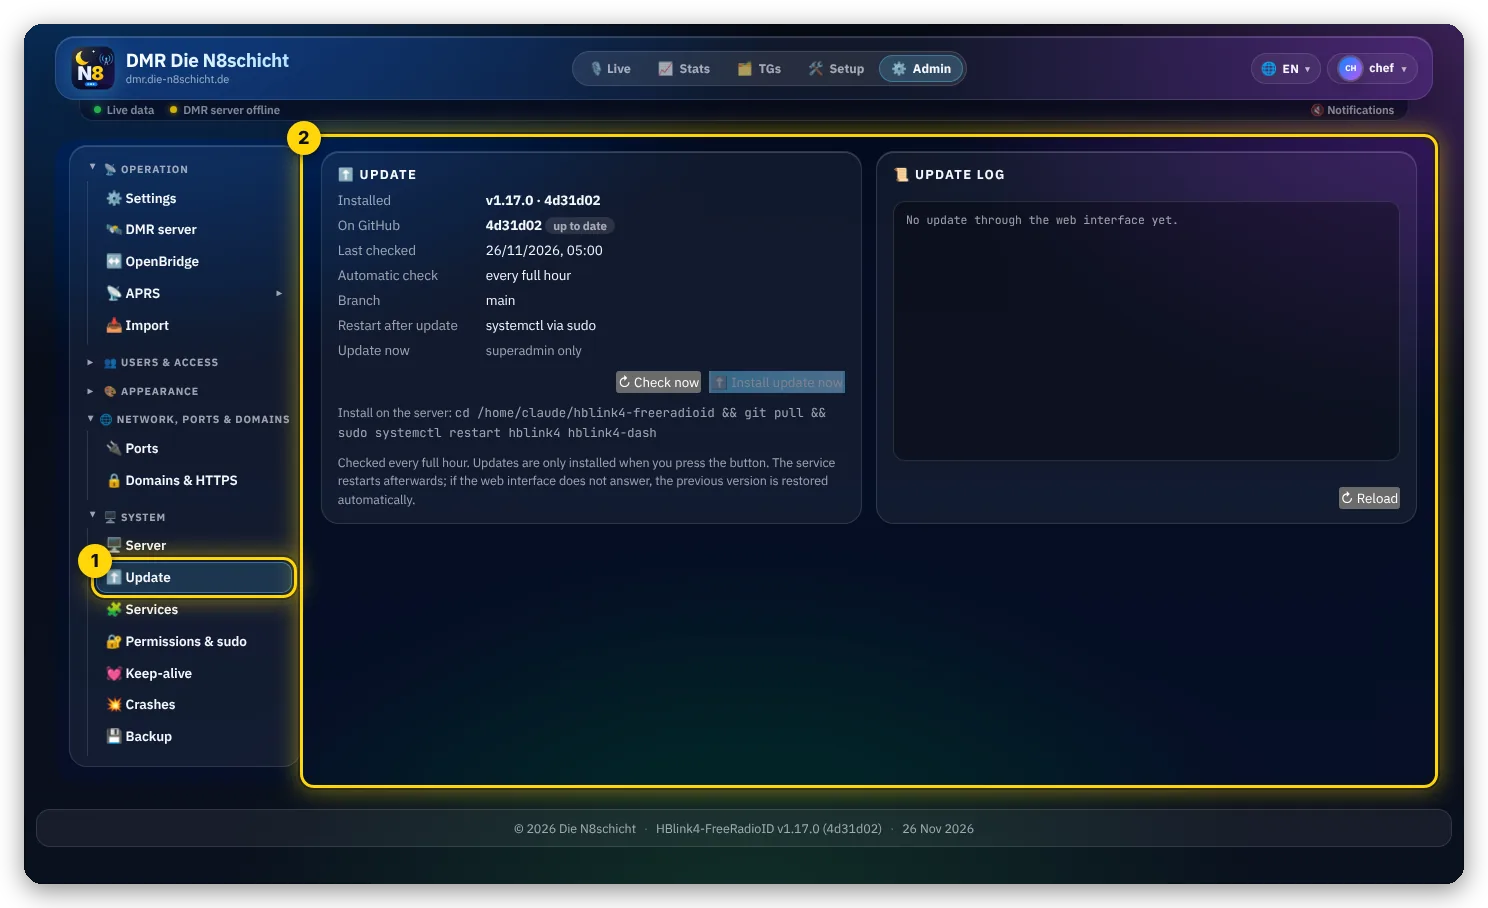 N8
DMR Die N8schicht
dmr.die-n8schicht.de
Live
Stats
TGs
Setup
Admin
EN
CH
chef
Live data
DMR server offline
Notifications
1
2
OPERATION
Settings
DMR server
OpenBridge
APRS
Import
USERS & ACCESS
APPEARANCE
NETWORK, PORTS & DOMAINS
Ports
Domains & HTTPS
SYSTEM
Server
Update
Services
Permissions & sudo
Keep-alive
Crashes
Backup
UPDATE
Installed v1.17.0 · 4d31d02
On GitHub 4d31d02 up to date
Last checked 26/11/2026, 05:00
Automatic check every full hour
Branch main
Restart after update systemctl via sudo
Update now superadmin only
Check now
Install update now
Install on the server: cd /home/claude/hblink4-freeradioid && git pull &&
sudo systemctl restart hblink4 hblink4-dash
Checked every full hour. Updates are only installed when you press the button. The service
restarts afterwards; if the web interface does not answer, the previous version is restored
automatically.
UPDATE LOG
No update through the web interface yet.
Reload
© 2026 Die N8schicht · HBlink4-FreeRadioID v1.17.0 (4d31d02) · 26 Nov 2026